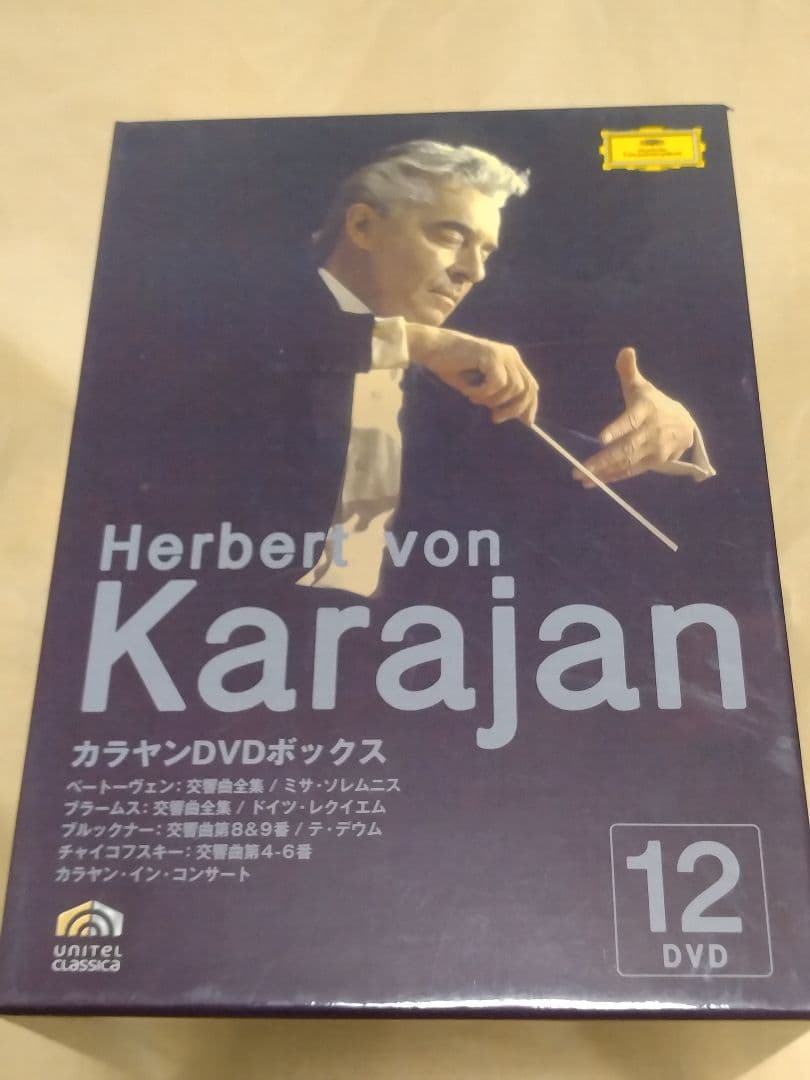 Herbert von
Karajan
カラヤンDVDボックス
ベートーヴェン：交響曲全集 / ミサ・ソレムニス
ブラームス：交響曲全集 / ドイツ・レクイエム
ブルックナー：交響曲第8&9番 / テ・デウム
チャイコフスキー：交響曲第4-6番
カラヤン・イン・コンサート
12
DVD
UNITEL
CLASSICA